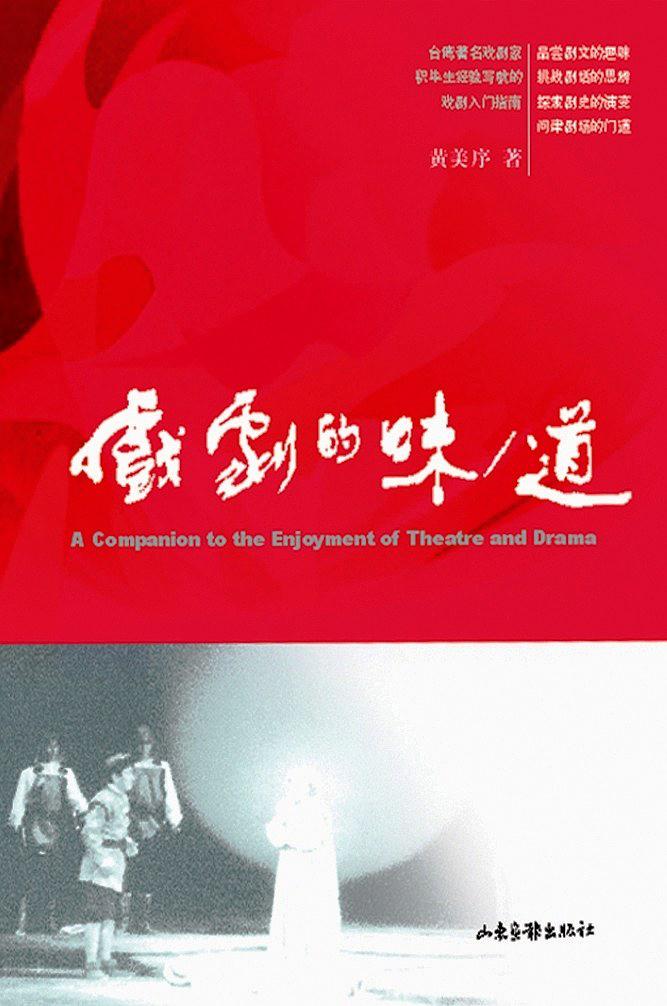 台湾著名戏剧家
积毕生经验写就的
戏剧入门指南
黄美序 著
品尝剧文的趣味
挑战剧话的思辨
探索剧史的演变
问津剧场的门道
戲劇的味道
A Companion to the Enjoyment of Theatre and Drama
山东画报出版社